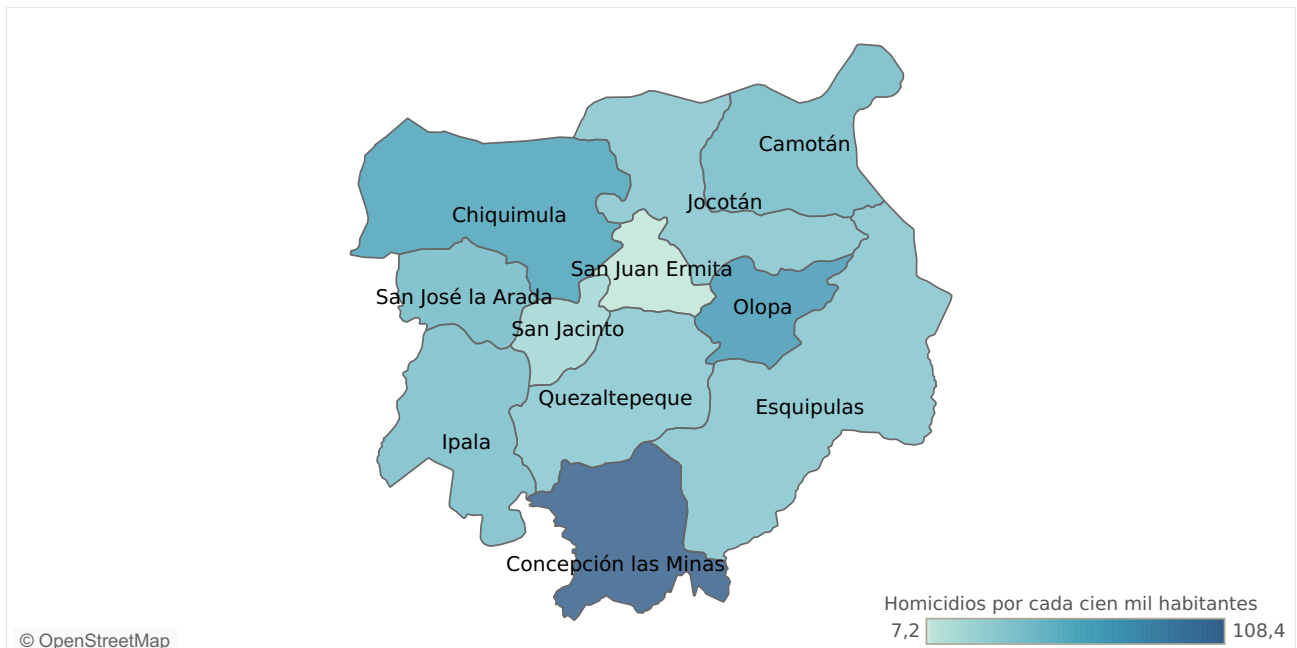 Camotán
Jocotán
Chiquimula
San Juan Ermita
San José la Arada
Olopa
San Jacinto
Quezaltepeque
Esquipulas
Ipala
Concepción las Minas
Homicidios por cada cien mil habitantes
7,2 108,4
© OpenStreetMap